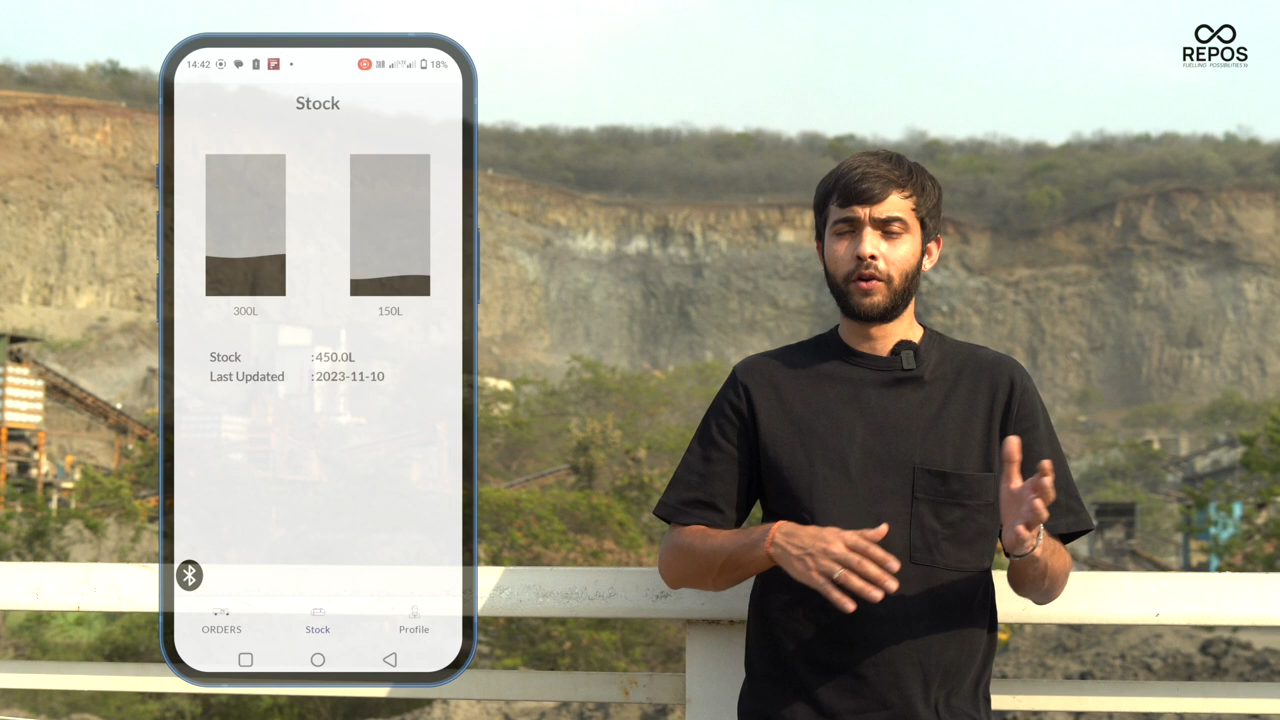 14:42
18%
Stock
300L
150L
Stock :450.0L
Last Updated :2023-11-10
ORDERS
Stock
Profile
REPOS
FUELLING POSSIBILITIES